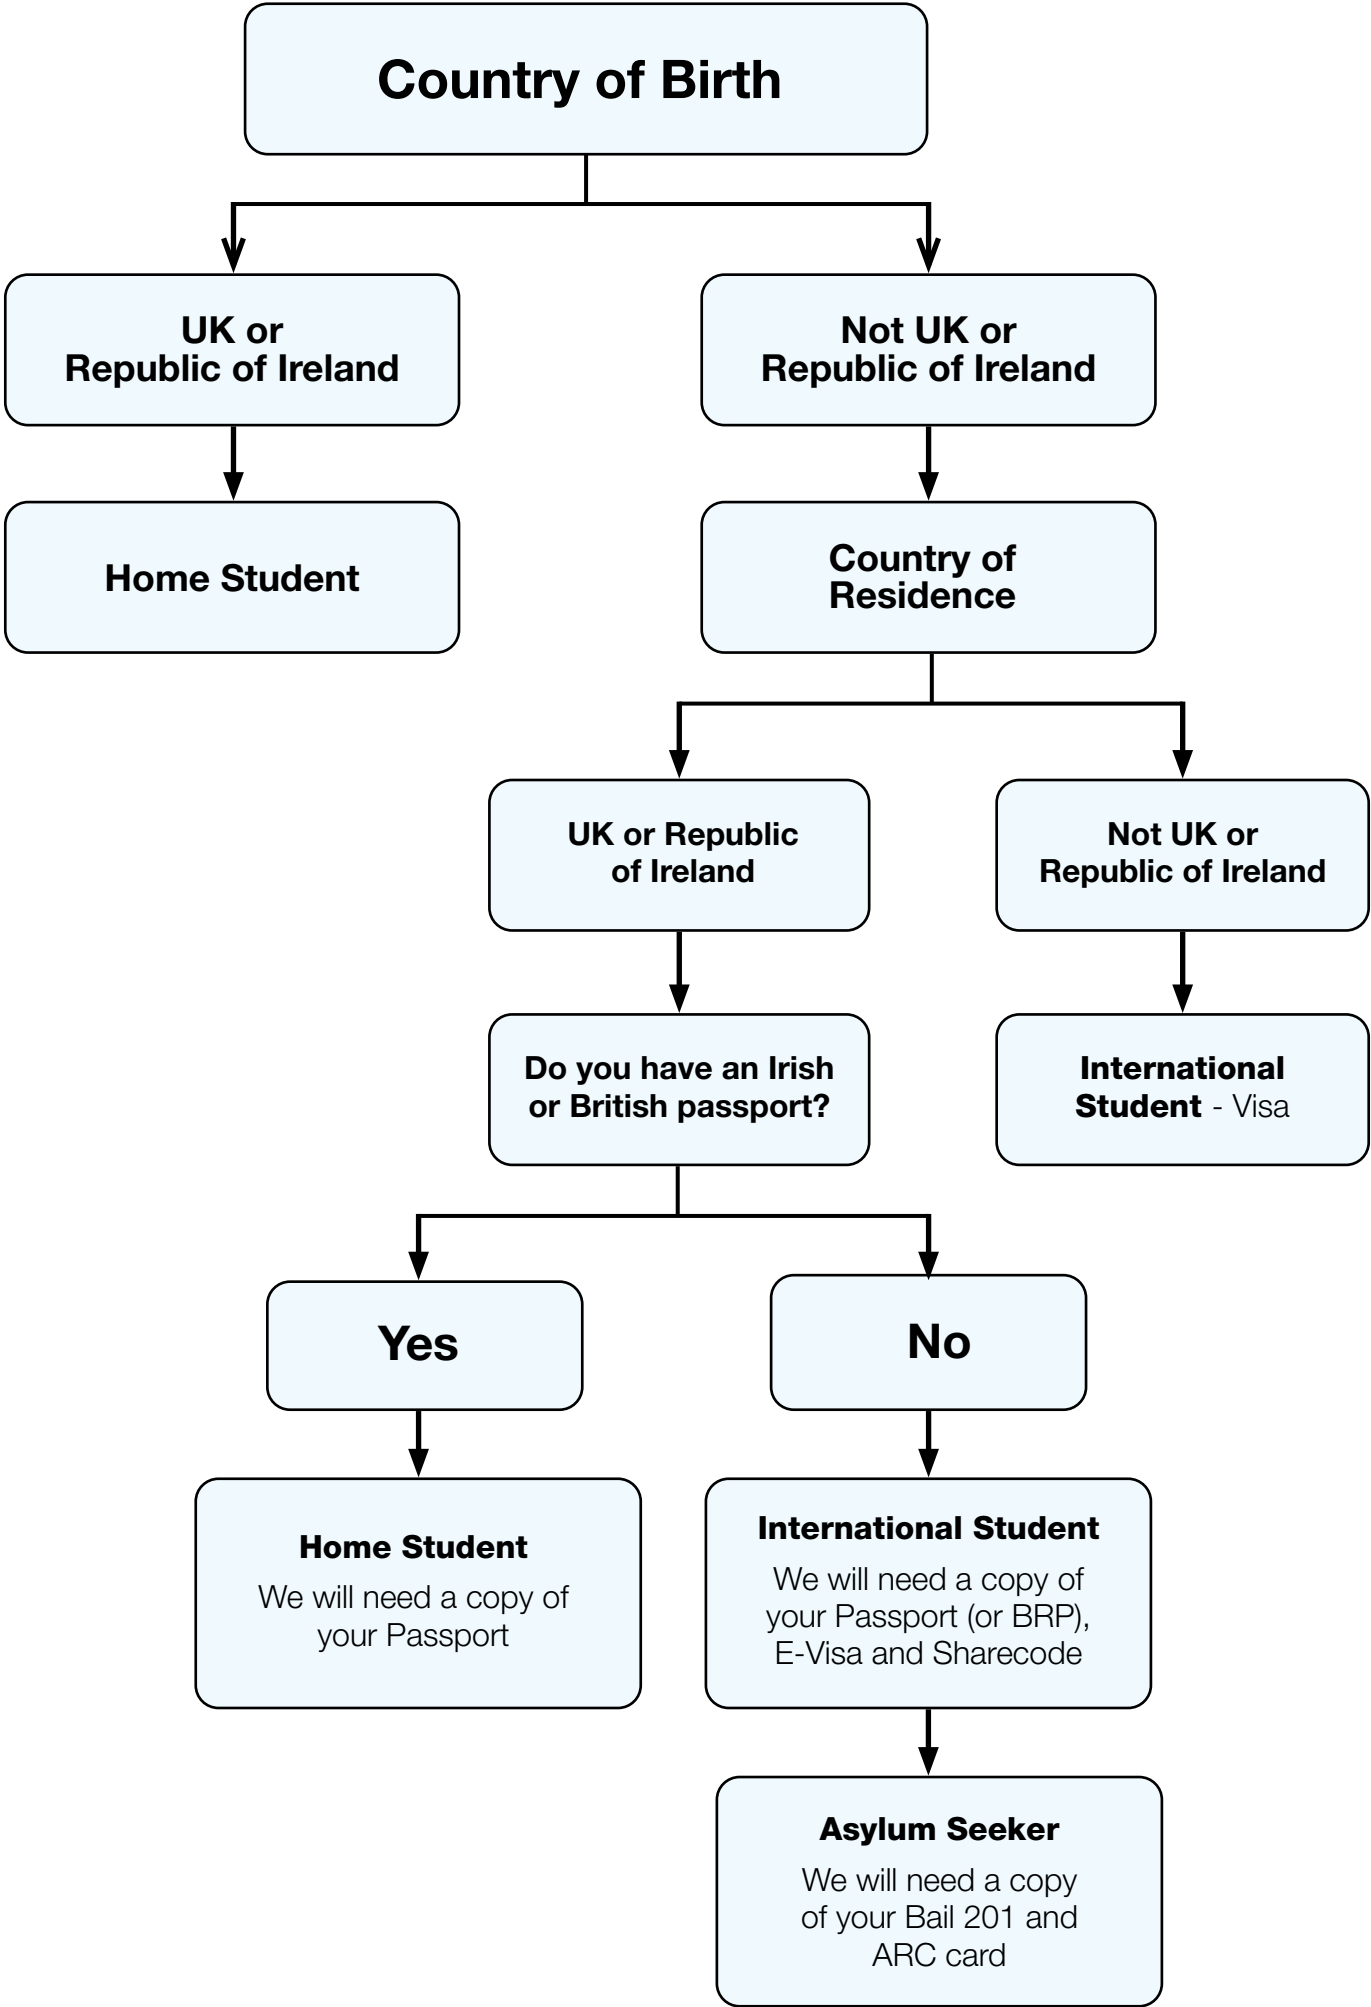 Country of Birth
UK or
Republic of Ireland
Not UK or
Republic of Ireland
Home Student
Country of
Residence
UK or Republic
of Ireland
Not UK or
Republic of Ireland
Do you have an Irish
or British passport?
International
Student - Visa
Yes
No
Home Student
We will need a copy of
your Passport
International Student
We will need a copy of
your Passport (or BRP),
E-Visa and Sharecode
Asylum Seeker
We will need a copy
of your Bail 201 and
ARC card